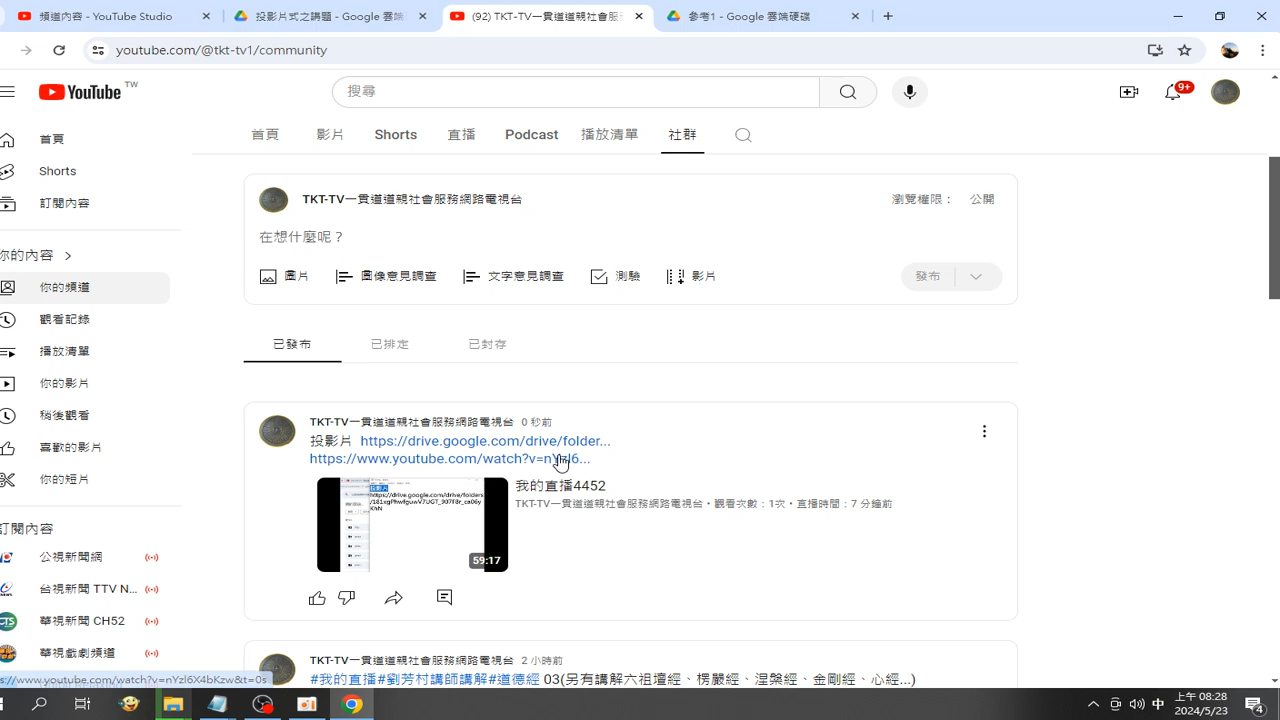 頻道內容 - YouTube Studio
投影片式之講題 - Google 雲端
(92) TKT-TV一貫道道親社會服
參考1 - Google 雲端硬碟
youtube.com/@tkt-tv1/community
YouTube TW
搜尋
9+
首頁
影片
Shorts
直播
Podcast
播放清單
社群
首頁
Shorts
訂閱內容
你的內容
你的頻道
觀看記錄
播放清單
你的影片
稍後觀看
喜歡的影片
你的短片
訂閱內容
公視新聞網
台視新聞 TTV N...
華視新聞 CH52
華視戲劇頻道
TKT-TV一貫道道親社會服務網路電視台
瀏覽權限： 公開
在想什麼呢？
圖片
圖像意見調查
文字意見調查
測驗
影片
發布
已發布
已排定
已封存
TKT-TV一貫道道親社會服務網路電視台 0 秒前
投影片 https://drive.google.com/drive/folder...
https://www.youtube.com/watch?v=nYzl6...
投影片
https://drive.google.com/drive/folders
59:17
我的直播4452
TKT-TV一貫道道親社會服務網路電視台 • 觀看次數：1次 • 直播時間：7 分鐘前
TKT-TV一貫道道親社會服務網路電視台 2 小時前
#我的直播#劉芳村講師講解#道德經 03(另有講解六祖壇經、楞嚴經、涅槃經、金剛經、心經...)
s://www.youtube.com/watch?v=nYzl6X4bKzw&t=0s
中
上午 08:28
2024/5/23
4